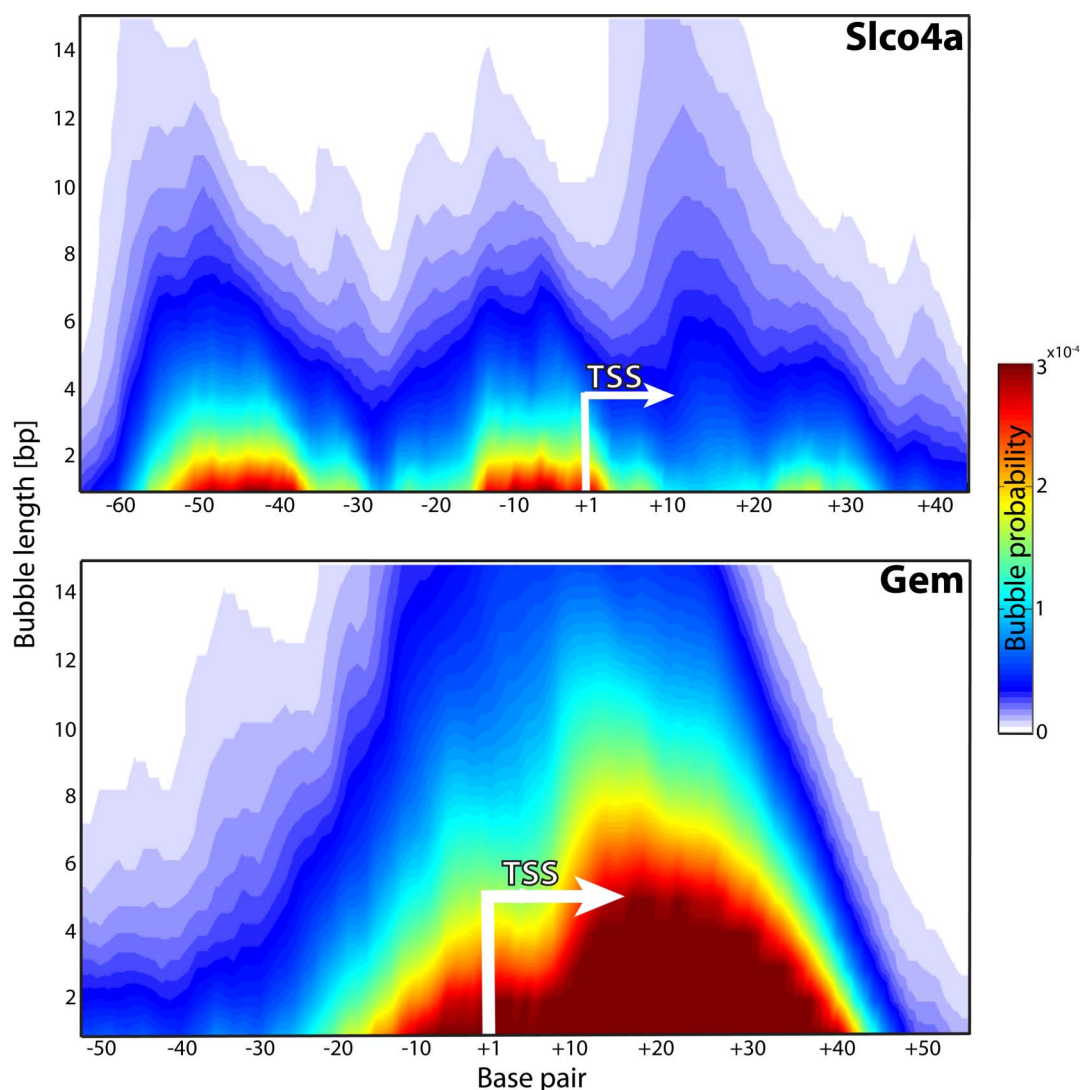 Slco4a
14
12
10
8
6
4
2
TSS
-60 -50 -40 -30 -20 -10 +1 +10 +20 +30 +40
Bubble length [bp]
x10⁻⁴
3
2
1
0
Bubble probability
Gem
14
12
10
8
6
4
2
TSS
-50 -40 -30 -20 -10 +1 +10 +20 +30 +40 +50
Base pair